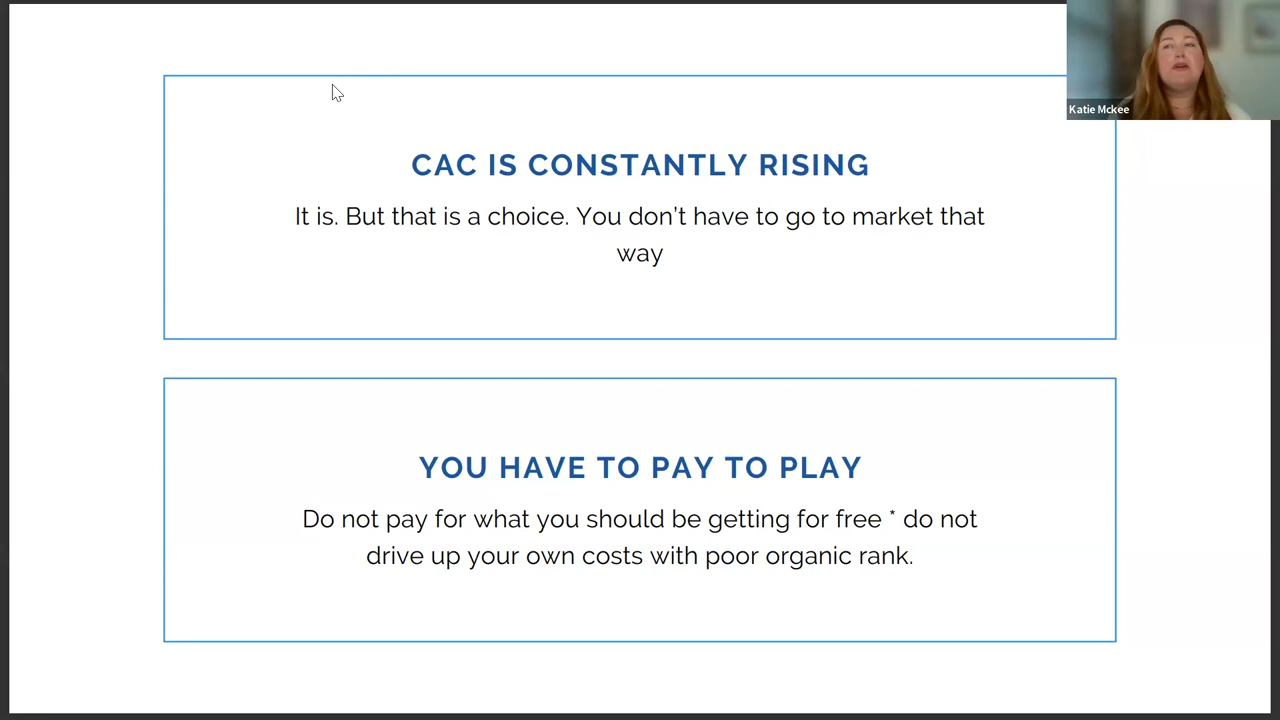 Katie Mckee
CAC IS CONSTANTLY RISING
It is. But that is a choice. You don’t have to go to market that
way
YOU HAVE TO PAY TO PLAY
Do not pay for what you should be getting for free * do not
drive up your own costs with poor organic rank.